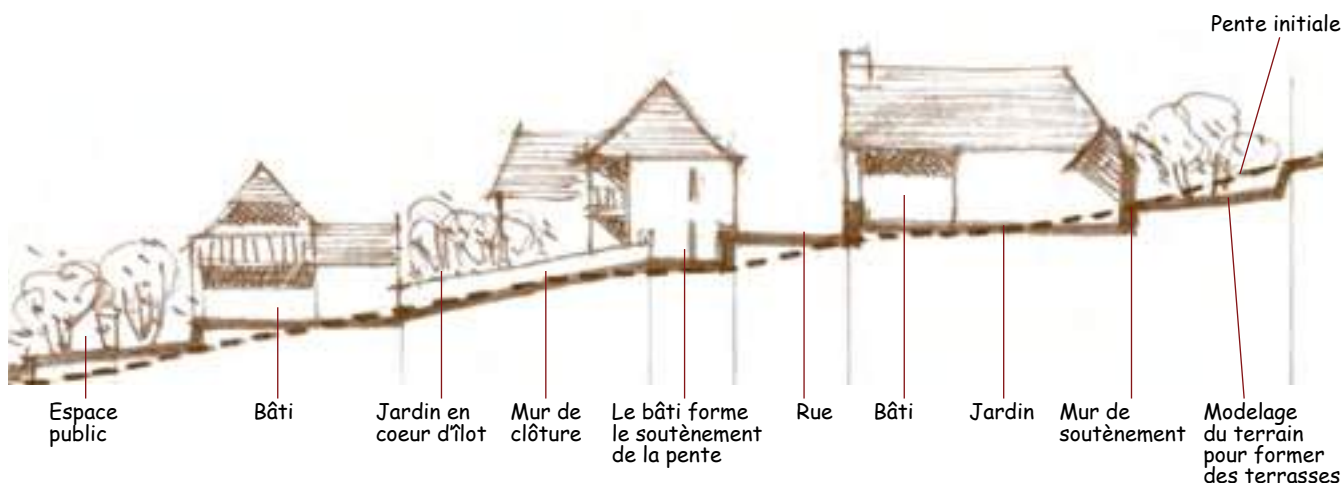 Pente initiale
Espace
public
Bâti
Jardin en
coeur d'îlot
Mur de
clôture
Le bâti forme
le soutènement
de la pente
Rue
Bâti
Jardin
Mur de
soutènement
Modelage
du terrain
pour former
des terrasses